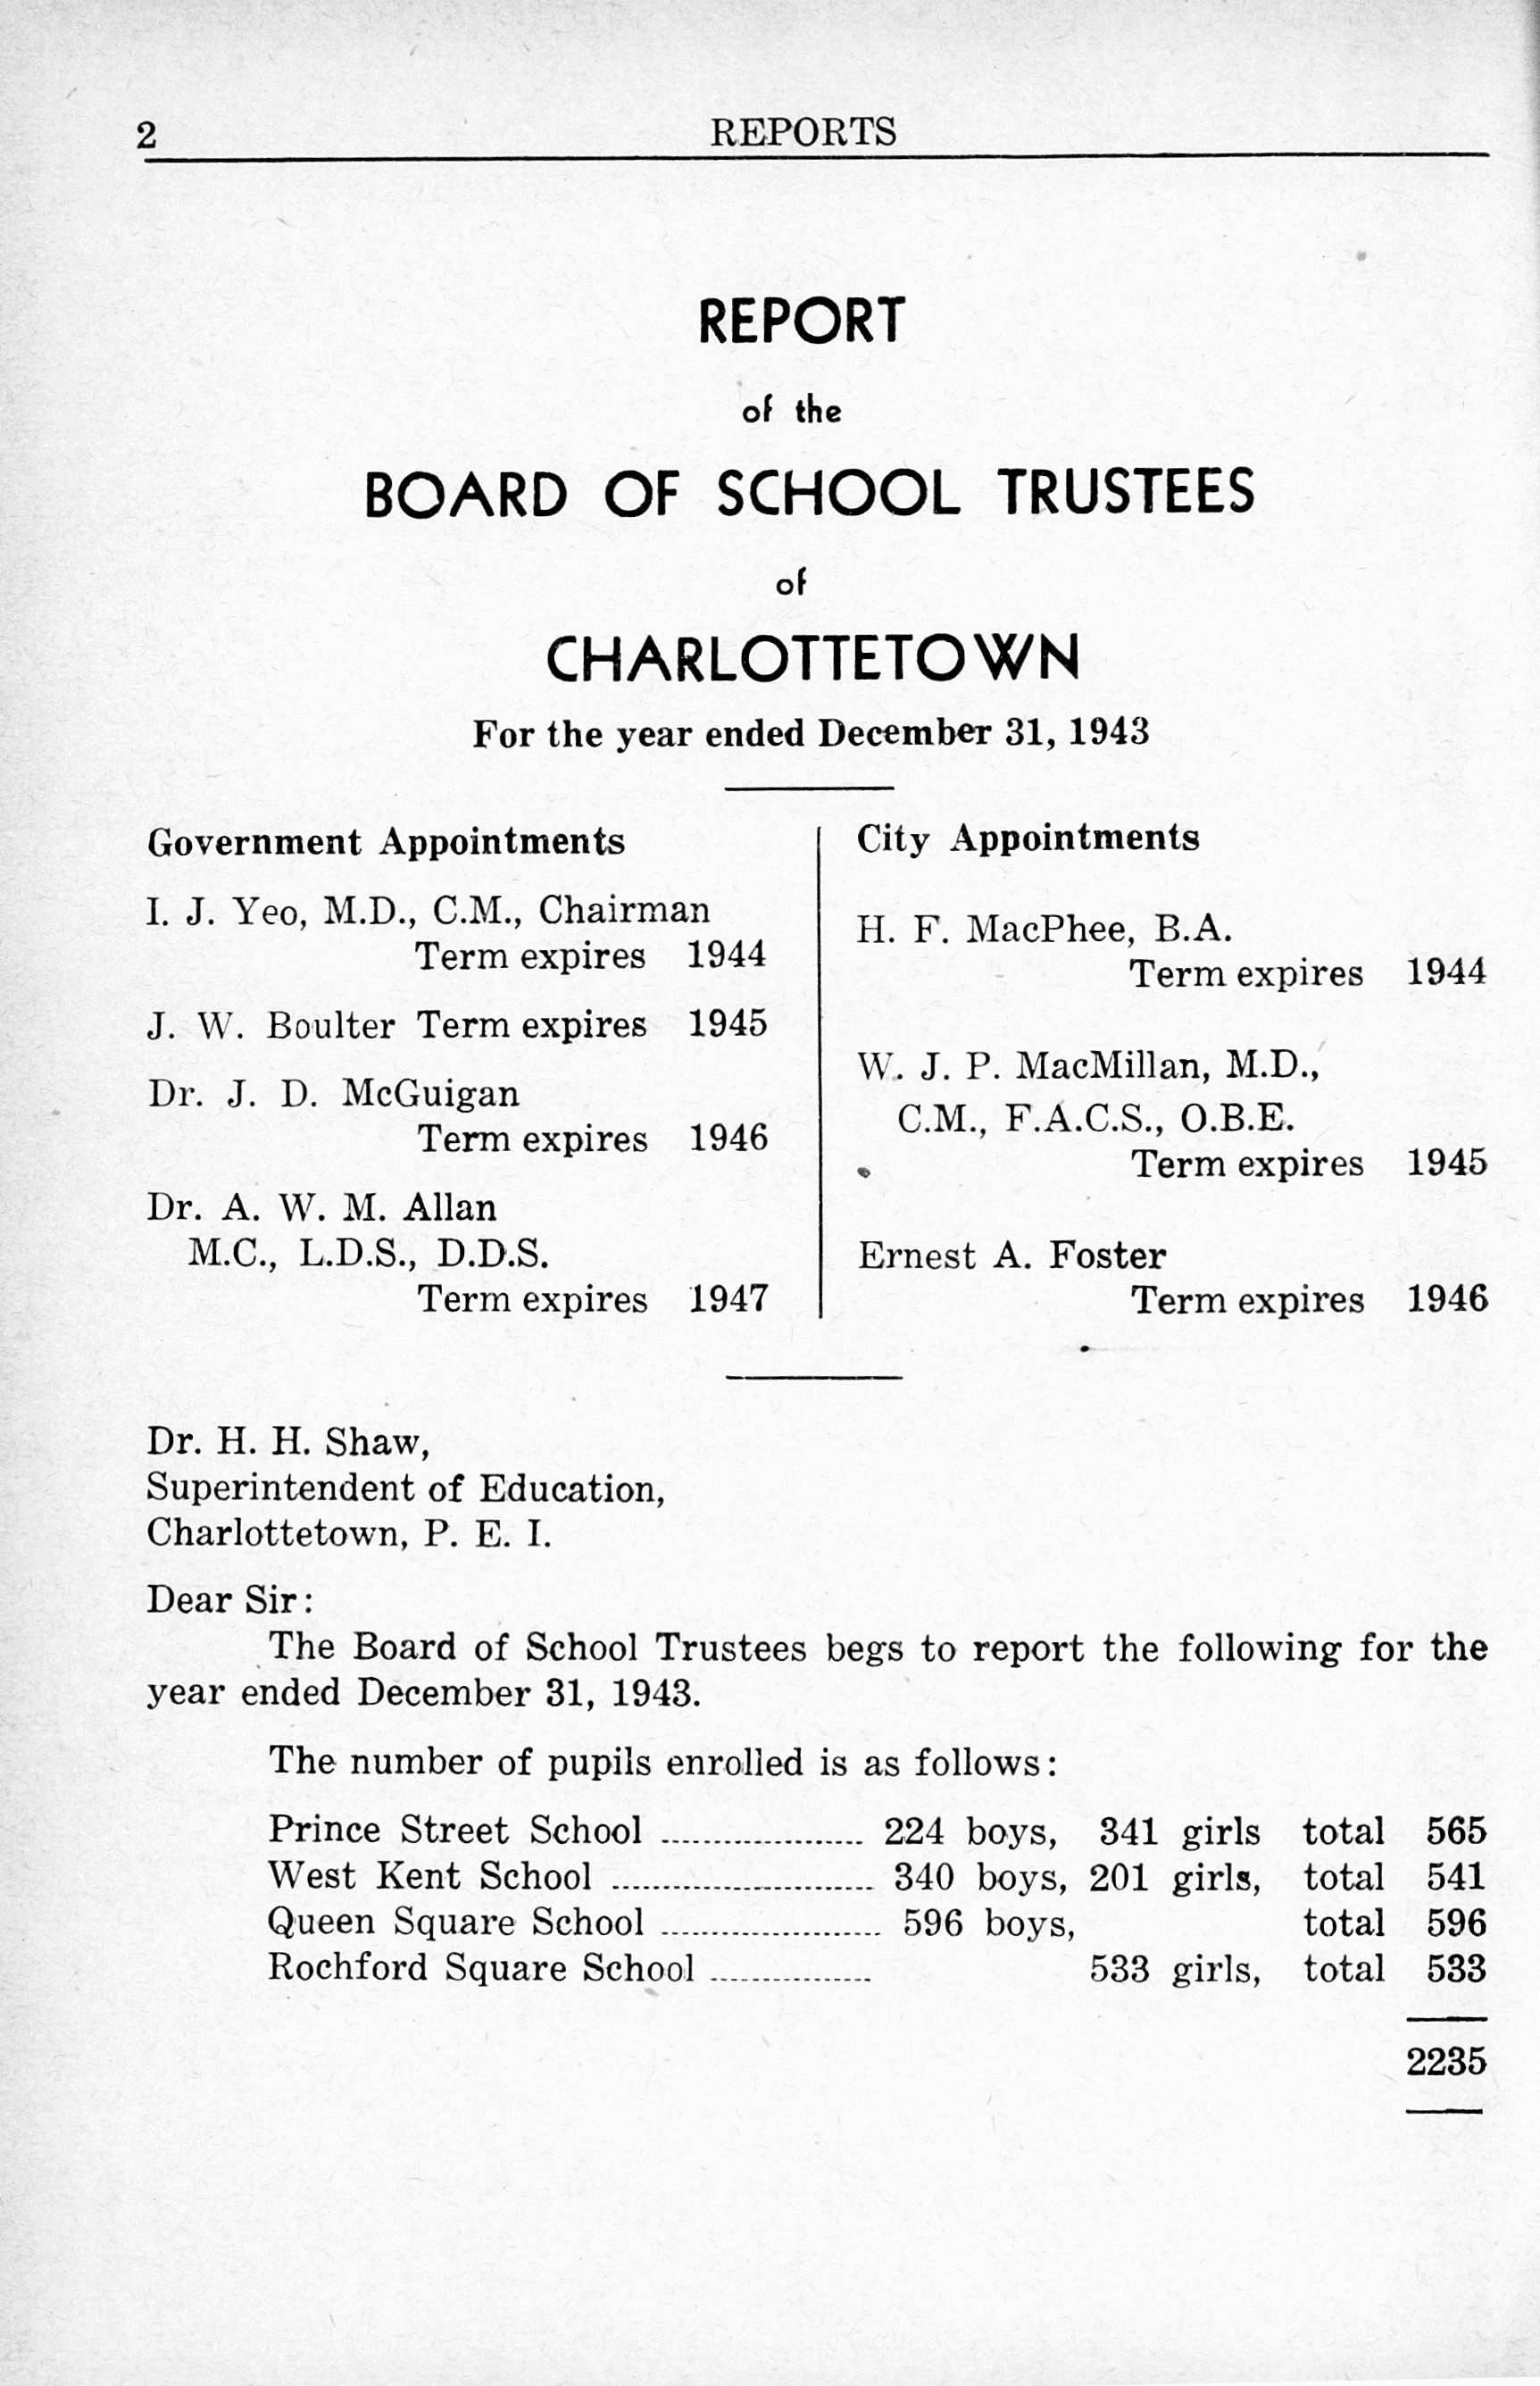 2
REPORTS
REPORT
of the
BOARD OF SCHOOL TRUSTEES
of
CHARLOTTETOWN
For the year ended December 31, 1943
Government Appointments
I. J. Yeo, M.D., C.M., Chairman
Term expires 1944
J. W. Boulter Term expires 1945
Dr. J. D. McGuigan
Term expires 1946
Dr. A. W. M. Allan
M.C., L.D.S., D.D.S.
Term expires 1947
City Appointments
H. F. MacPhee, B.A.
Term expires 1944
W. J. P. MacMillan, M.D.,
C.M., F.A.C.S., O.B.E.
Term expires 1945
Ernest A. Foster
Term expires 1946
Dr. H. H. Shaw,
Superintendent of Education,
Charlottetown, P. E. I.
Dear Sir:
The Board of School Trustees begs to report the following for the
year ended December 31, 1943.
The number of pupils enrolled is as follows:
Prince Street School .................... 224 boys, 341 girls total 565
West Kent School .......................... 340 boys, 201 girls, total 541
Queen Square School ...................... 596 boys, total 596
Rochford Square School ................ 533 girls, total 533
2235